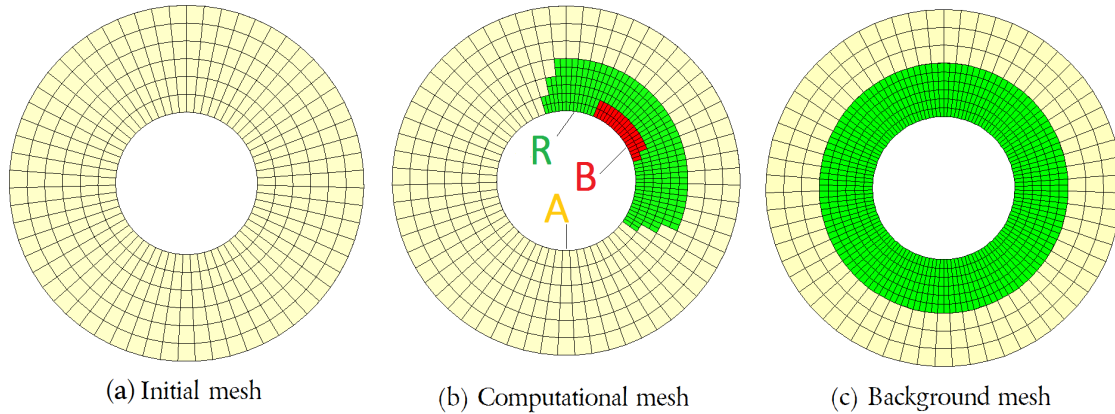 R
B
A
(a) Initial mesh
(b) Computational mesh
(c) Background mesh